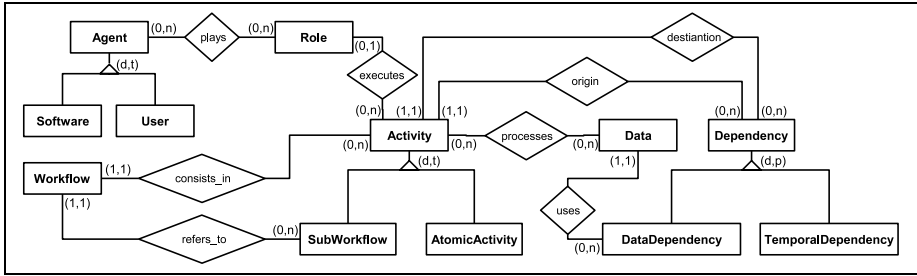 Agent (0,n) plays (0,n) Role (0,1) destiantion
(d,t) executes origin
Software User (0,n) (1,1) (1,1) (0,n) (0,n)
(0,n) Activity (0,n) processes (0,n) Data Dependency
Workflow (1,1) consists_in (d,t) (1,1) (d,p)
(1,1) uses
refers_to (0,n) SubWorkflow AtomicActivity (0,n) DataDependency TemporalDependency